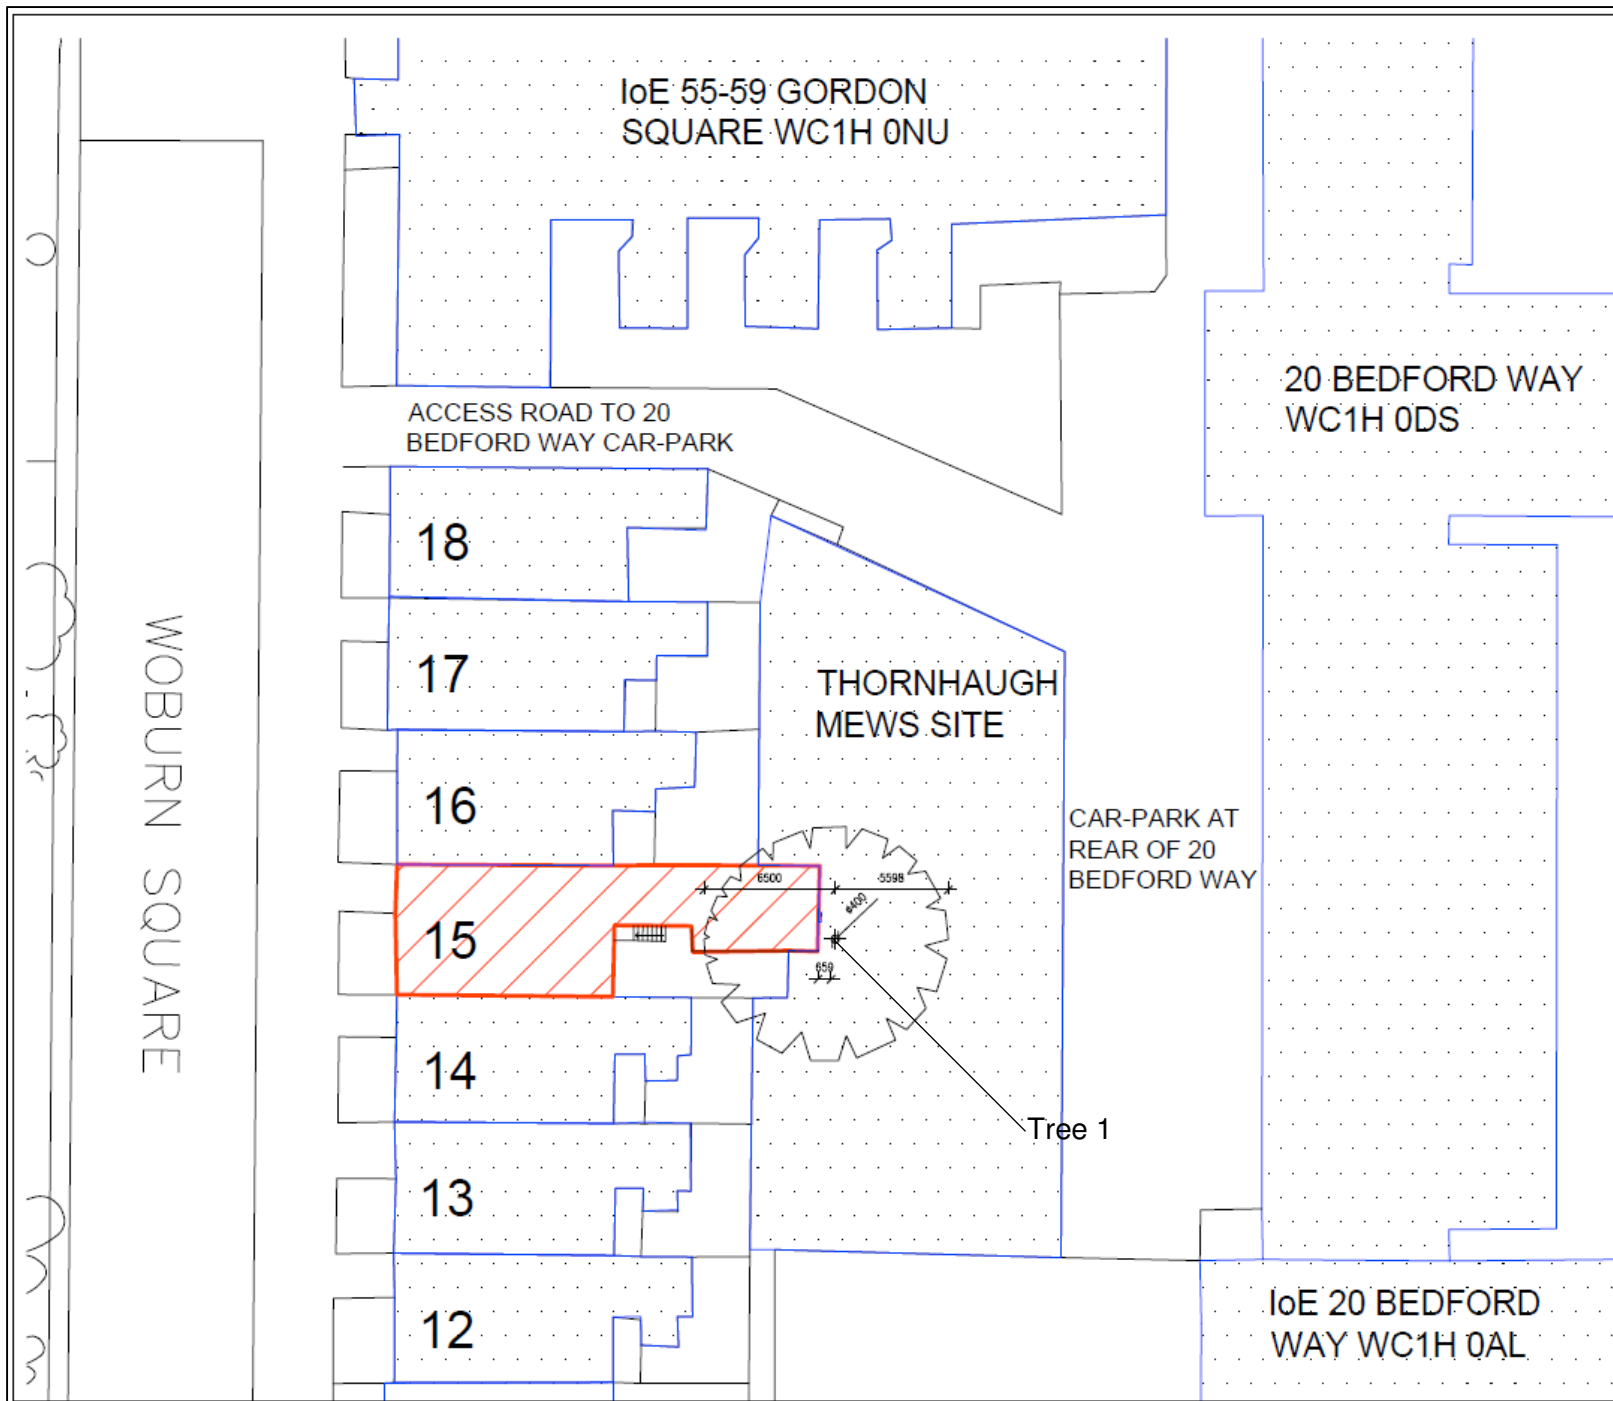 IoE 55-59 GORDON
SQUARE WC1H 0NU
20 BEDFORD WAY
WC1H 0DS
ACCESS ROAD TO 20
BEDFORD WAY CAR-PARK
18
17
16
15
14
13
12
WOBURN SQUARE
THORNHAUGH
MEWS SITE
CAR-PARK AT
REAR OF 20
BEDFORD WAY
6500
5598
ø400
659
Tree 1
IoE 20 BEDFORD
WAY WC1H 0AL